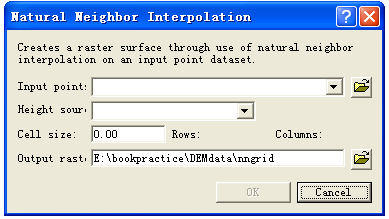 Natural Neighbor Interpolation
Creates a raster surface through use of natural neighbor
interpolation on an input point dataset.
Input point:
Height sour
Cell size: 0.00 Rows: Columns:
Output rast E:\bookpractice\DEMdata\nngrid
OK Cancel